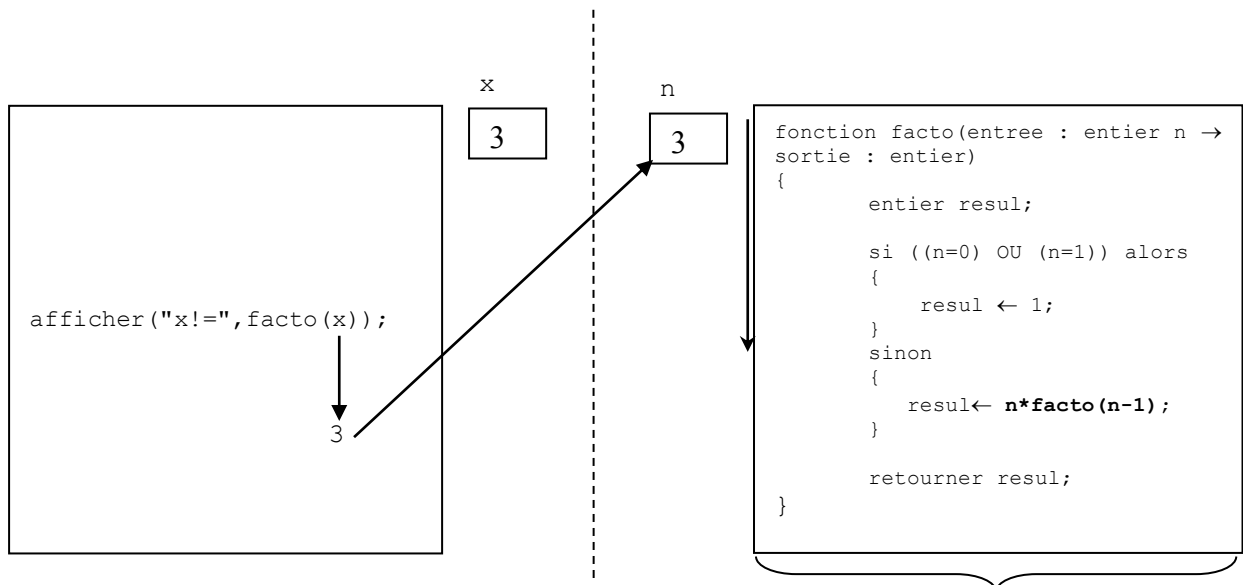 x
3
afficher("x!=",facto(x));
3
n
3
fonction facto(entree : entier n →
sortie : entier)
{
entier resul;
si ((n=0) OU (n=1)) alors
{
resul ← 1;
}
sinon
{
resul← n*facto(n-1);
}
retourner resul;
}